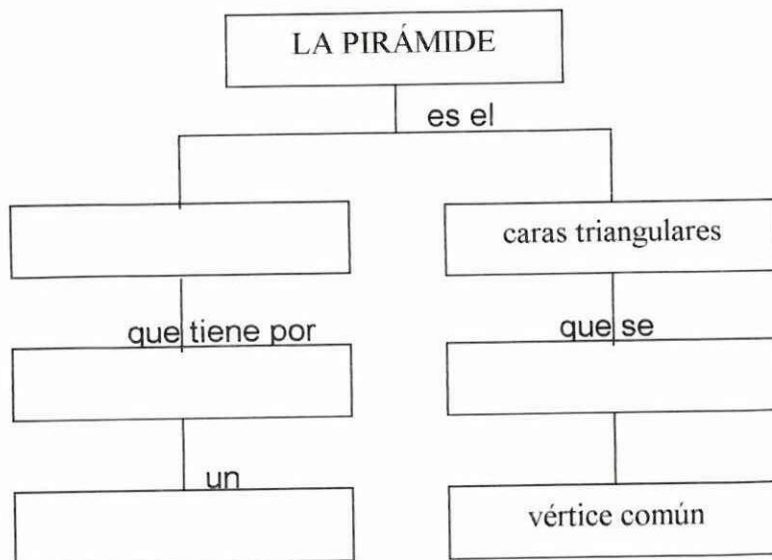 LA PIRÁMIDE
es el
caras triangulares
que tiene por
que se
un
vértice común